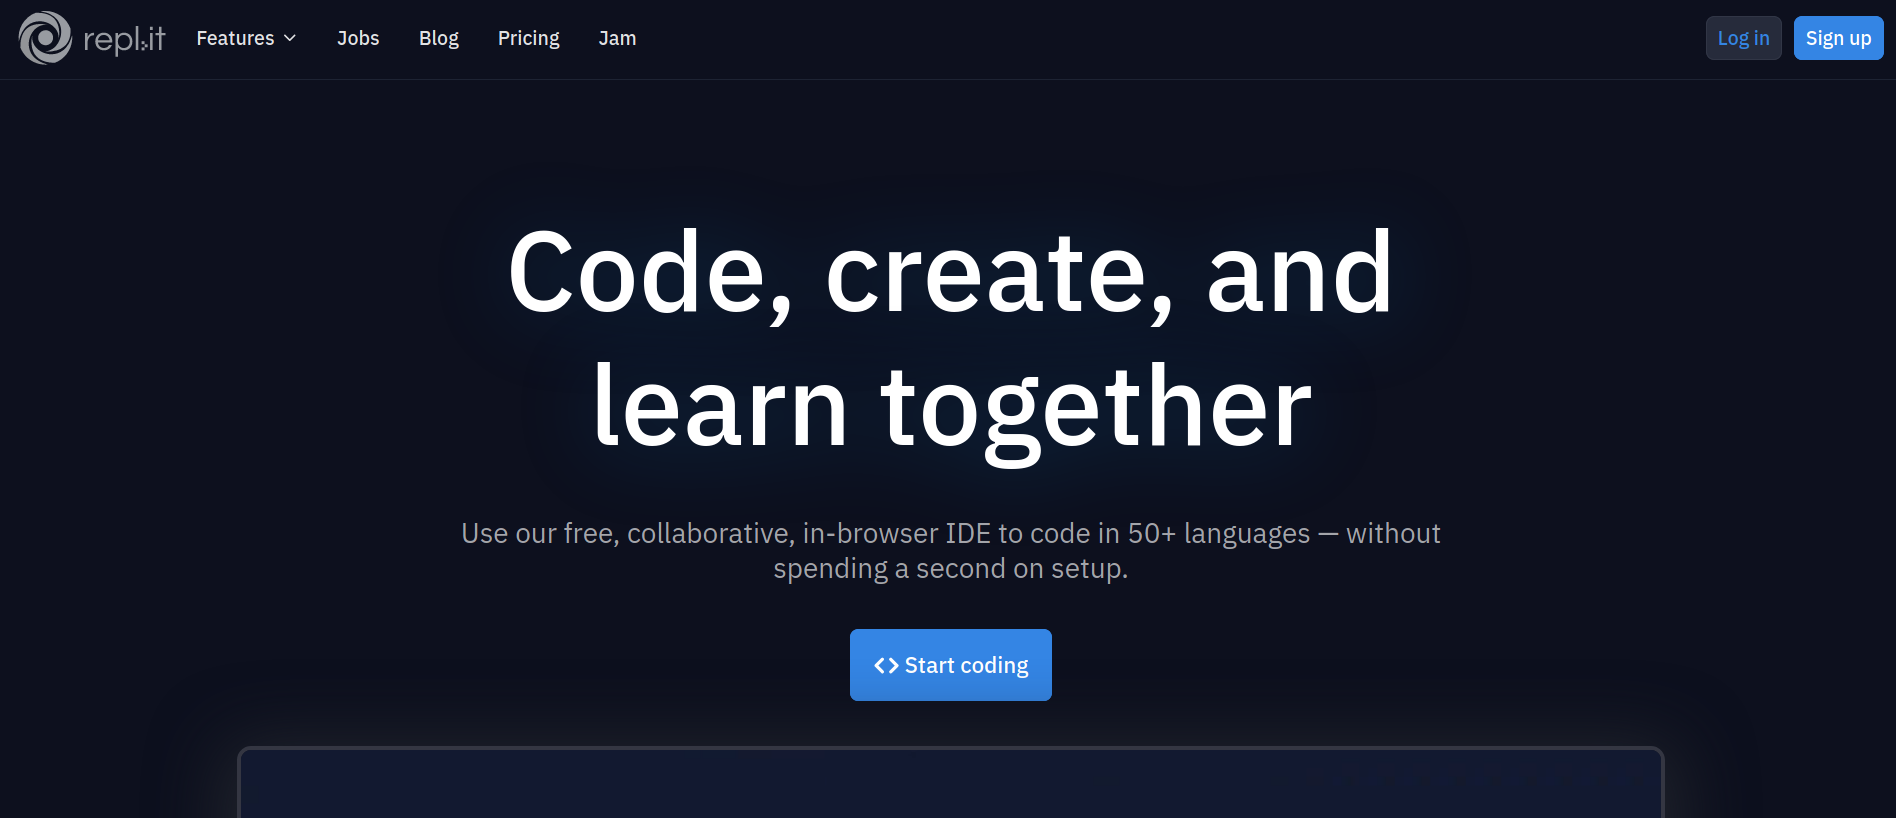 repl.it Features Jobs Blog Pricing Jam Log in Sign up
Code, create, and
learn together
Use our free, collaborative, in-browser IDE to code in 50+ languages — without
spending a second on setup.
<> Start coding